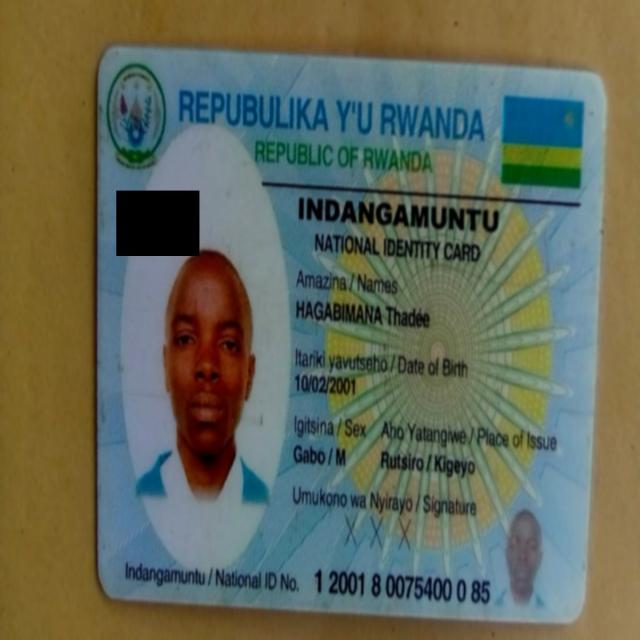 REPUBULIKA Y'U RWANDA
REPUBLIC OF RWANDA
INDANGAMUNTU
NATIONAL IDENTITY CARD
Amazina / Names
HAGABIMANA Thadée
Itariki yavutseho / Date of Birth
10/02/2001
Igitsina / Sex Aho Yatangiwe / Place of Issue
Gabo / M Rutsiro / Kigeyo
Umukono wa Nyirayo / Signature
X X X
Indangamuntu / National ID No. 1 2001 8 0075400 0 85